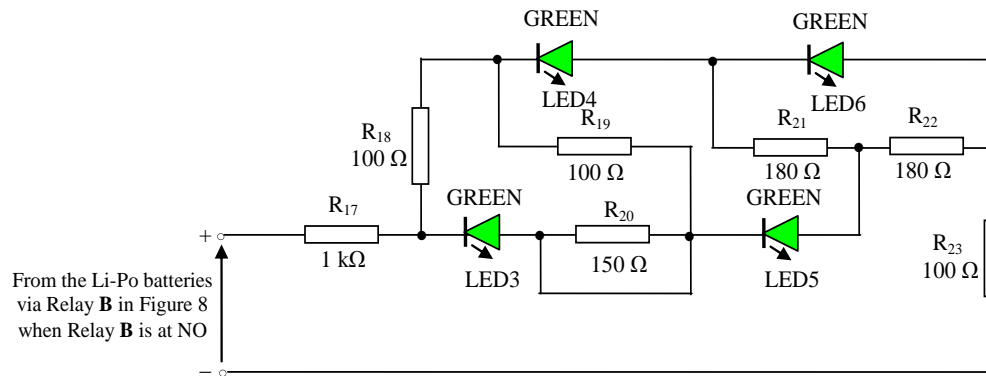 GREEN
GREEN
LED4
LED6
R18
100 Ω
R19
100 Ω
R21
180 Ω
R22
180 Ω
GREEN
GREEN
R17
1 kΩ
R20
150 Ω
LED3
LED5
R23
100 Ω
+
From the Li-Po batteries
via Relay B in Figure 8
when Relay B is at NO
−